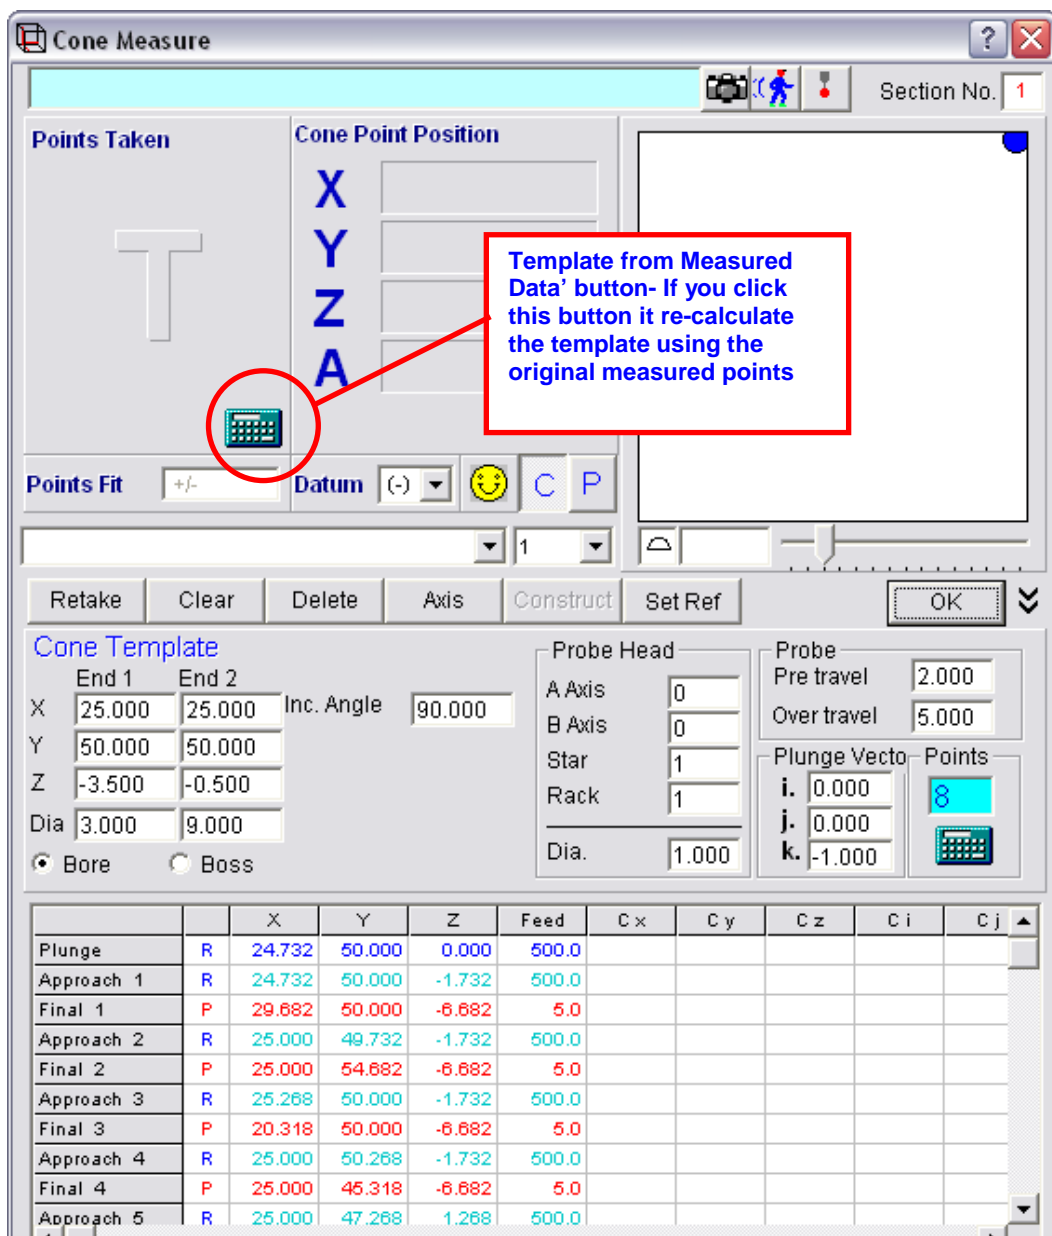 Cone Measure
Section No. 1
Points Taken
Cone Point Position
X
Y
Z
A
T
Template from Measured
Data’ button- If you click
this button it re-calculate
the template using the
original measured points
Points Fit +/- Datum (-) C P
1
Retake Clear Delete Axis Construct Set Ref OK
Cone Template
End 1 End 2
X 25.000 25.000 Inc. Angle 90.000
Y 50.000 50.000
Z -3.500 -0.500
Dia 3.000 9.000
Bore Boss
Probe Head
A Axis 0
B Axis 0
Star 1
Rack 1
Dia. 1.000
Probe
Pre travel 2.000
Over travel 5.000
Plunge Vecto
i. 0.000
j. 0.000
k. -1.000
Points
8
X Y Z Feed C x C y C z C i C j
Plunge R 24.732 50.000 0.000 500.0
Approach 1 R 24.732 50.000 -1.732 500.0
Final 1 P 29.682 50.000 -6.682 5.0
Approach 2 R 25.000 49.732 -1.732 500.0
Final 2 P 25.000 54.682 -6.682 5.0
Approach 3 R 25.268 50.000 -1.732 500.0
Final 3 P 20.318 50.000 -6.682 5.0
Approach 4 R 25.000 50.268 -1.732 500.0
Final 4 P 25.000 45.318 -6.682 5.0
Approach 5 R 25.000 47.268 1.268 500.0